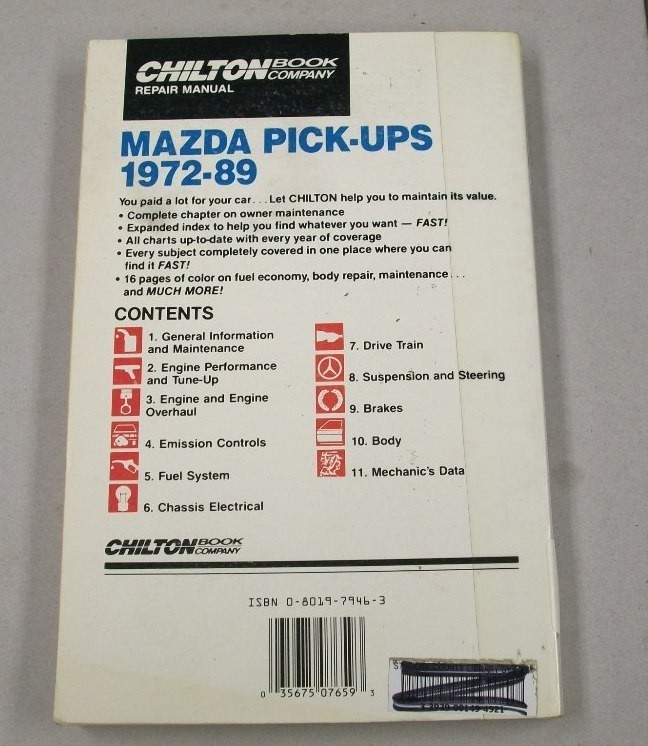 CHILTON BOOK COMPANY
REPAIR MANUAL
MAZDA PICK-UPS
1972-89
You paid a lot for your car...Let CHILTON help you to maintain its value.
• Complete chapter on owner maintenance
• Expanded index to help you find whatever you want — FAST!
• All charts up-to-date with every year of coverage
• Every subject completely covered in one place where you can
find it FAST!
• 16 pages of color on fuel economy, body repair, maintenance...
and MUCH MORE!
CONTENTS
1. General Information
and Maintenance
2. Engine Performance
and Tune-Up
3. Engine and Engine
Overhaul
4. Emission Controls
5. Fuel System
6. Chassis Electrical
7. Drive Train
8. Suspension and Steering
9. Brakes
10. Body
11. Mechanic's Data
CHILTON BOOK COMPANY
ISBN 0-8019-7946-3
0 35675 07659 3